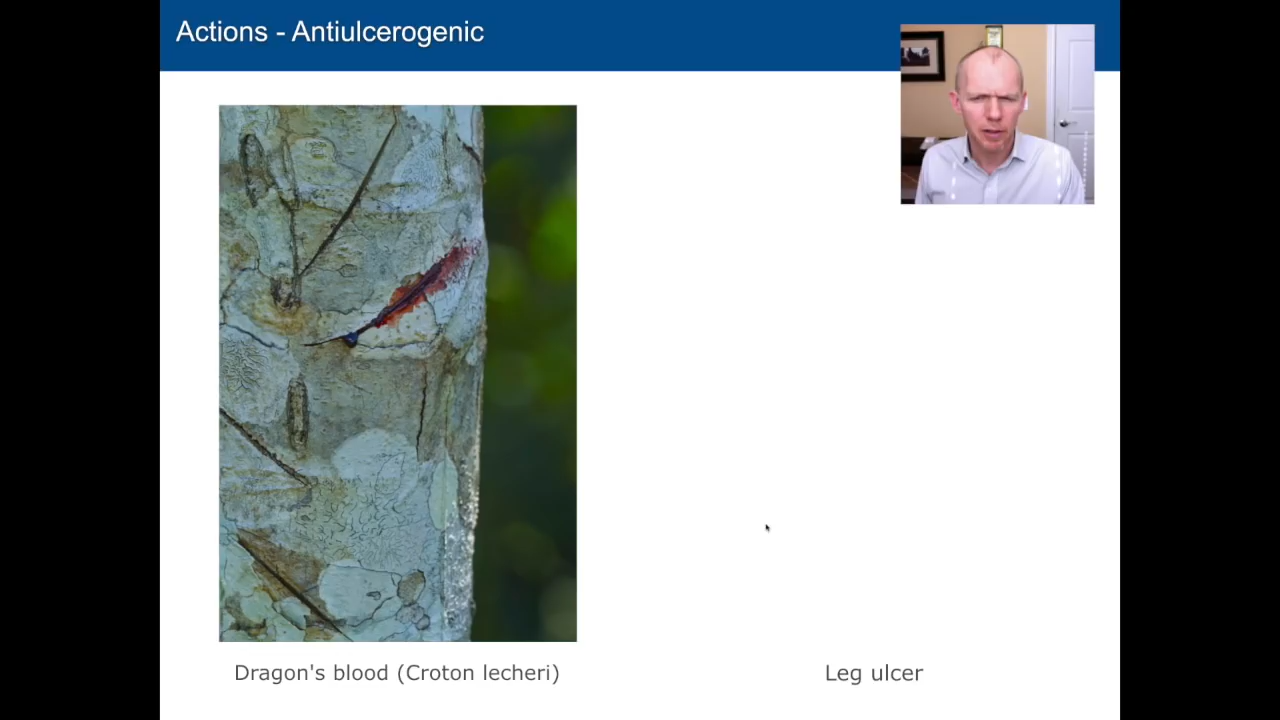 Actions - Antiulcerogenic
Dragon's blood (Croton lecheri)
Leg ulcer